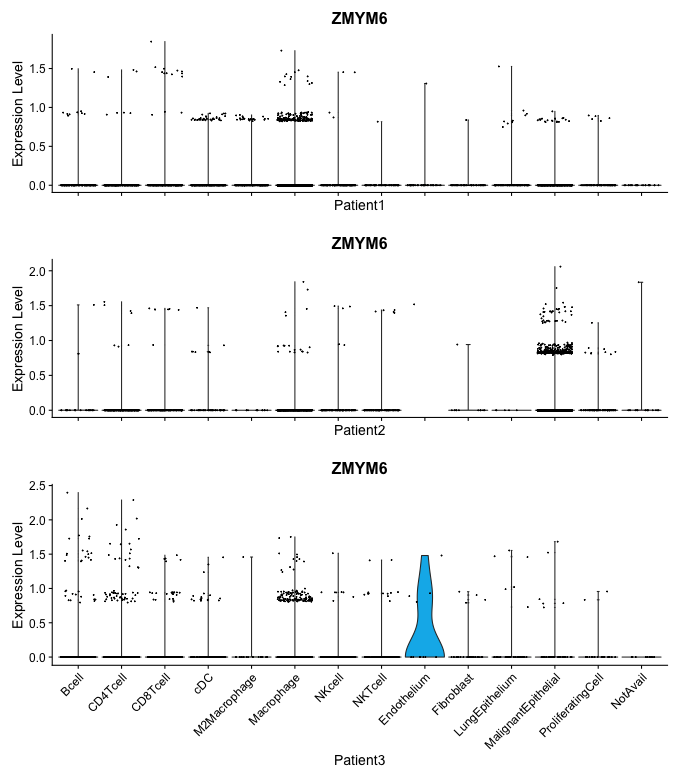 ZMYM6
Expression Level
1.5
1.0
0.5
0.0
Patient1
ZMYM6
Expression Level
2.0
1.5
1.0
0.5
0.0
Patient2
ZMYM6
Expression Level
2.5
2.0
1.5
1.0
0.5
0.0
Bcell
CD4Tcell
CD8Tcell
cDC
M2Macrophage
Macrophage
NKcell
NKTcell
Endothelium
Fibroblast
LungEpithelium
MalignantEpithelial
ProliferatingCell
NotAvail
Patient3